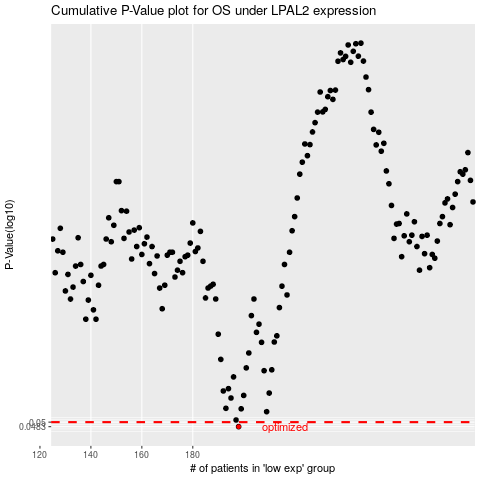 Cumulative P-Value plot for OS under LPAL2 expression
P-Value(log10)
0.05
0.0483
optimized
120 140 160 180
# of patients in 'low exp' group